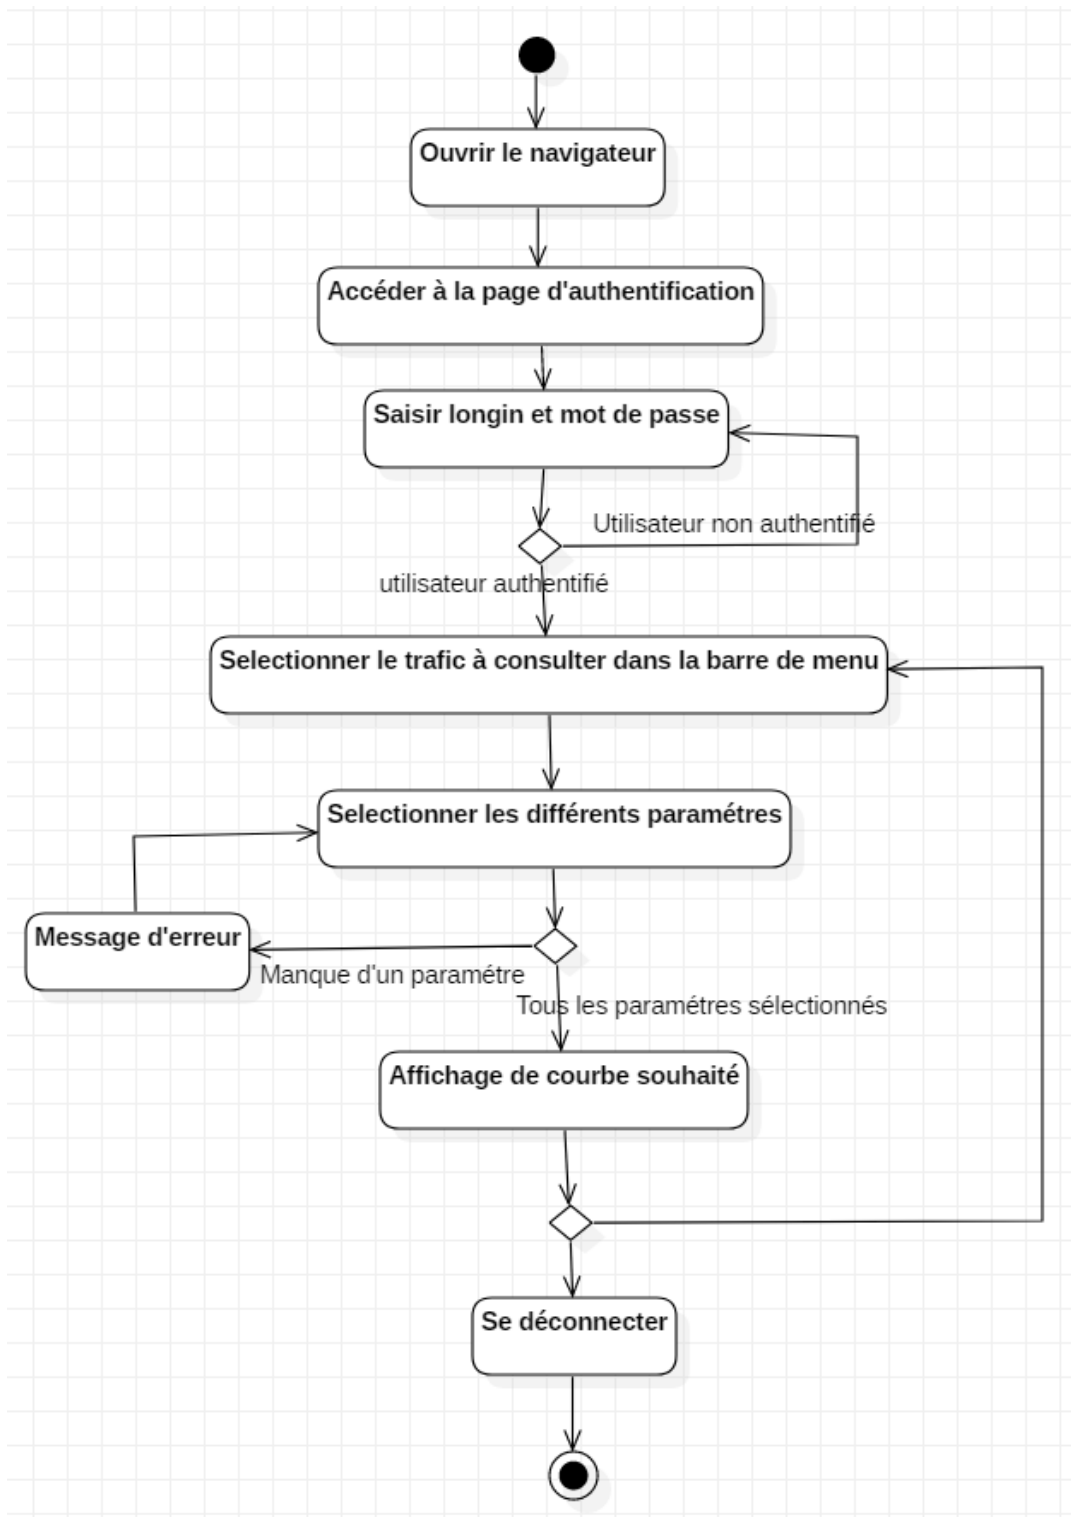 Ouvrir le navigateur
Accéder à la page d'authentification
Saisir longin et mot de passe
Utilisateur non authentifié
utilisateur authentifié
Selectionner le trafic à consulter dans la barre de menu
Selectionner les différents paramétres
Message d'erreur
Manque d'un paramétre
Tous les paramétres sélectionnés
Affichage de courbe souhaité
Se déconnecter